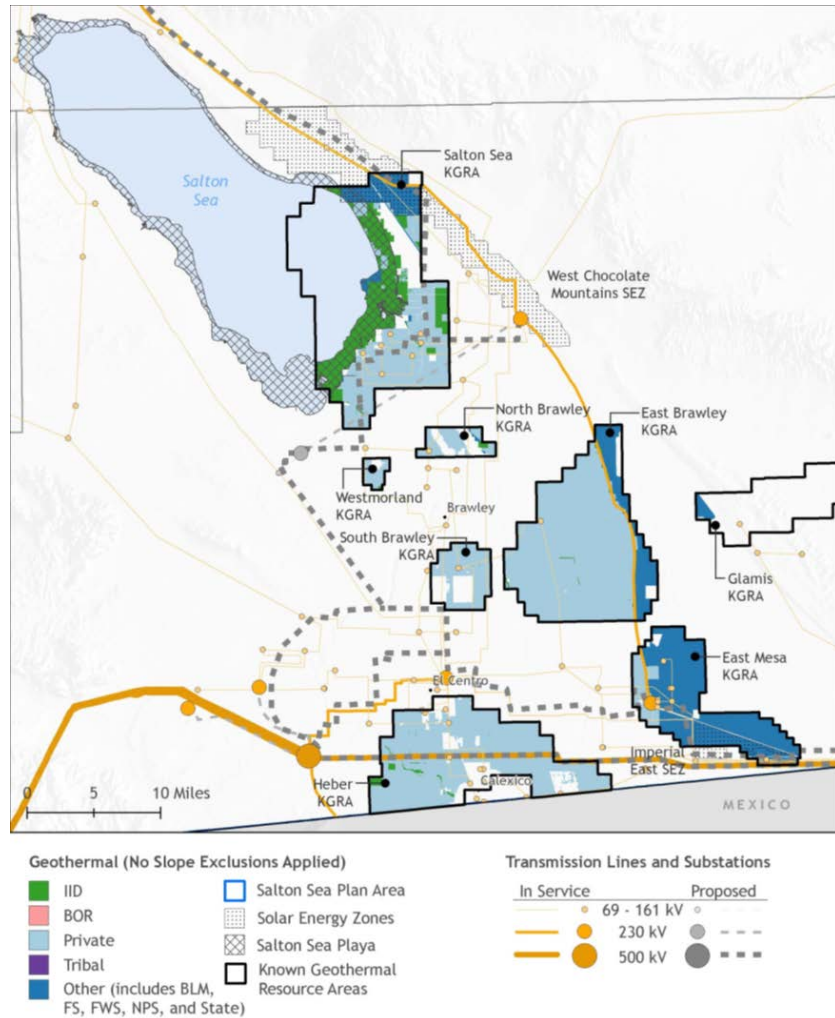 Salton
Sea
Salton Sea
KGRA
West Chocolate
Mountains SEZ
North Brawley
KGRA
East Brawley
KGRA
Westmorland
KGRA
Brawley
South Brawley
KGRA
Glamis
KGRA
East Mesa
KGRA
El Centro
Imperial
East SEZ
Heber
KGRA
Calexico
0 5 10 Miles
MEXICO
Geothermal (No Slope Exclusions Applied)
IID
BOR
Private
Tribal
Other (includes BLM,
FS, FWS, NPS, and State)
Salton Sea Plan Area
Solar Energy Zones
Salton Sea Playa
Known Geothermal
Resource Areas
Transmission Lines and Substations
In Service Proposed
69 - 161 kV
230 kV
500 kV